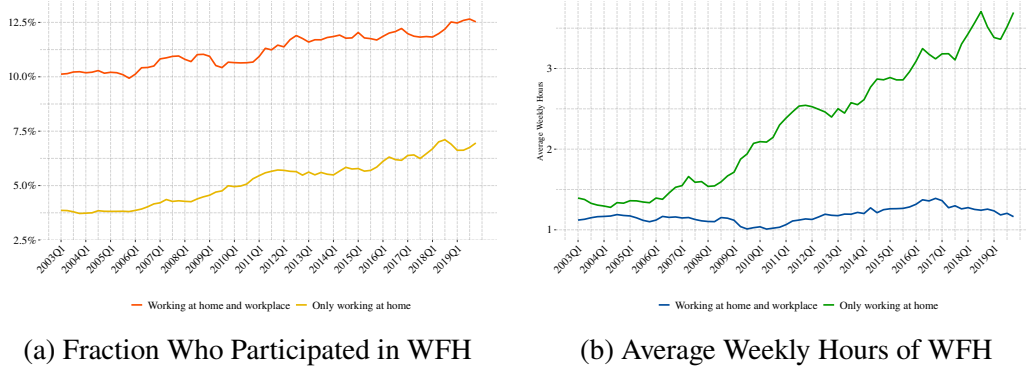 12.5%
10.0%
7.5%
5.0%
2.5%
2003Q1
2004Q1
2005Q1
2006Q1
2007Q1
2008Q1
2009Q1
2010Q1
2011Q1
2012Q1
2013Q1
2014Q1
2015Q1
2016Q1
2017Q1
2018Q1
2019Q1
Working at home and workplace Only working at home
(a) Fraction Who Participated in WFH
Average Weekly Hours
3
2
1
2003Q1
2004Q1
2005Q1
2006Q1
2007Q1
2008Q1
2009Q1
2010Q1
2011Q1
2012Q1
2013Q1
2014Q1
2015Q1
2016Q1
2017Q1
2018Q1
2019Q1
Working at home and workplace Only working at home
(b) Average Weekly Hours of WFH